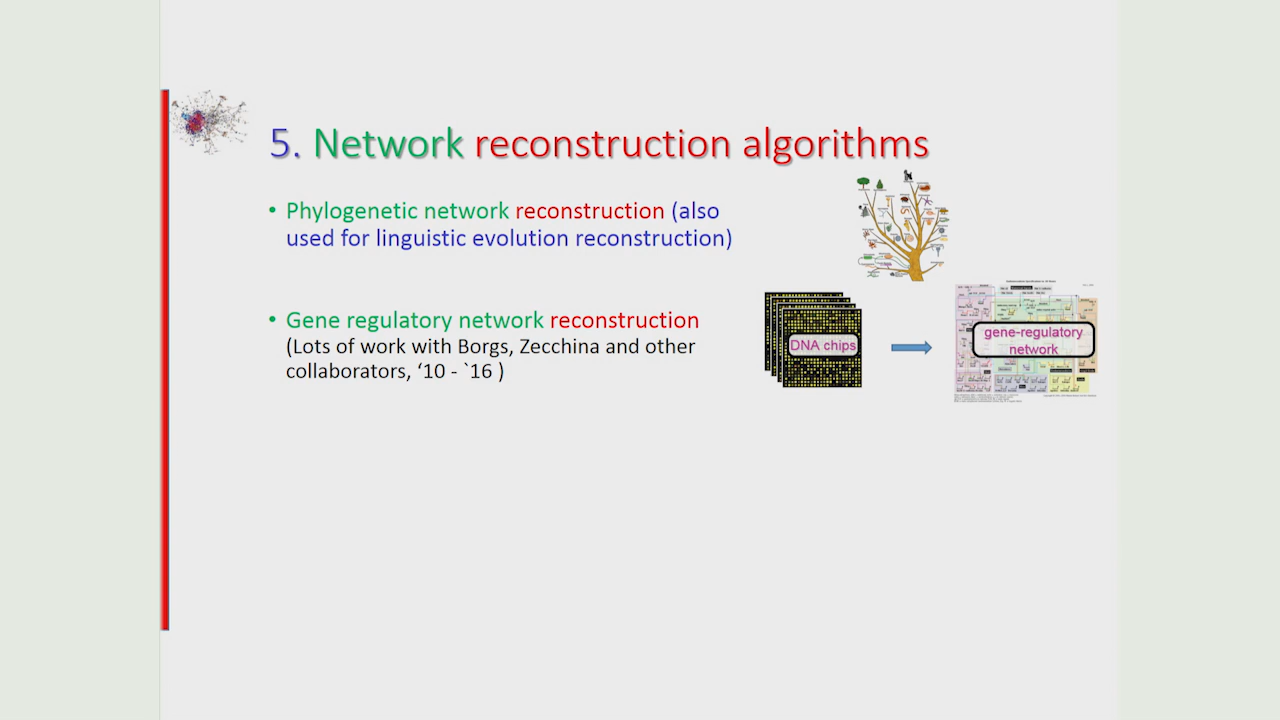 5. Network reconstruction algorithms
• Phylogenetic network reconstruction (also
used for linguistic evolution reconstruction)
• Gene regulatory network reconstruction
(Lots of work with Borgs, Zecchina and other
collaborators, ‘10 - `16 )
DNA chips
gene-regulatory
network